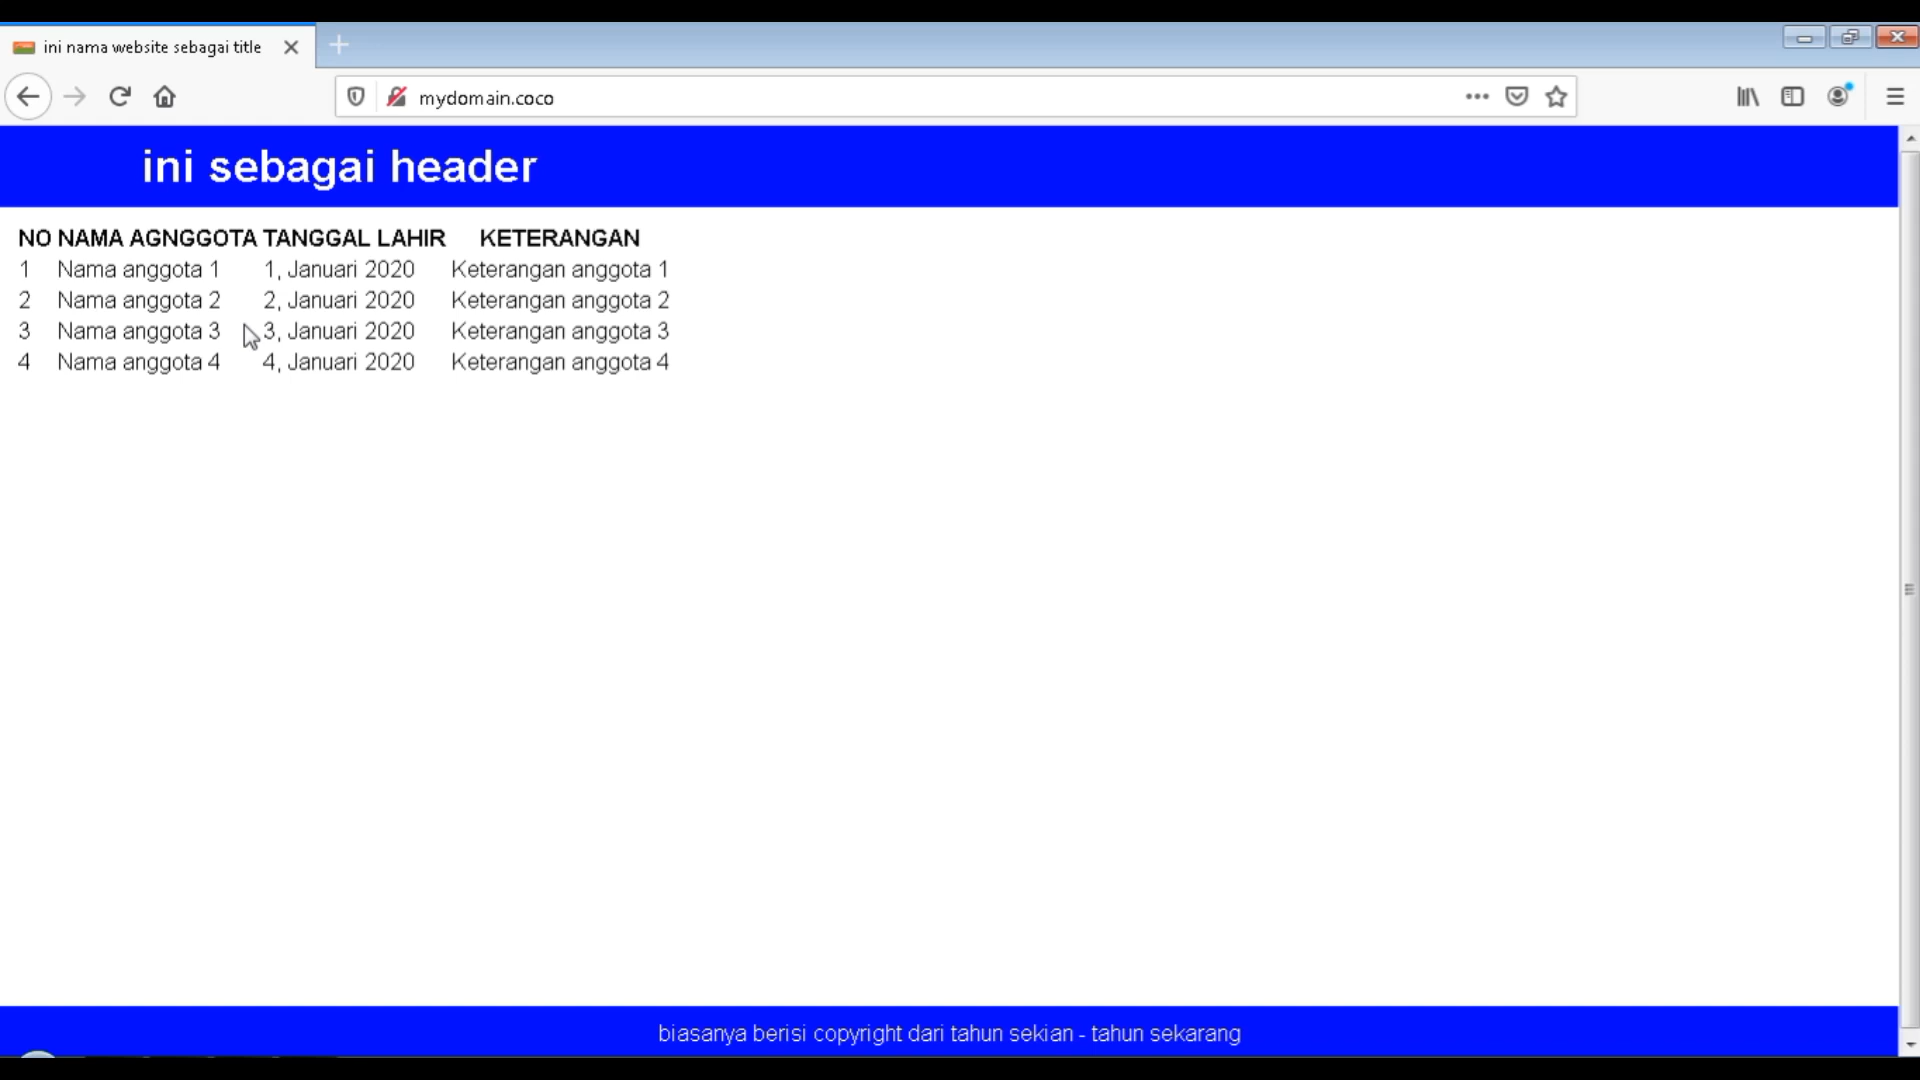 ini nama website sebagai title
mydomain.coco
ini sebagai header
NO NAMA AGNGGOTA TANGGAL LAHIR KETERANGAN
1 Nama anggota 1 1, Januari 2020 Keterangan anggota 1
2 Nama anggota 2 2, Januari 2020 Keterangan anggota 2
3 Nama anggota 3 3, Januari 2020 Keterangan anggota 3
4 Nama anggota 4 4, Januari 2020 Keterangan anggota 4
biasanya berisi copyright dari tahun sekian - tahun sekarang